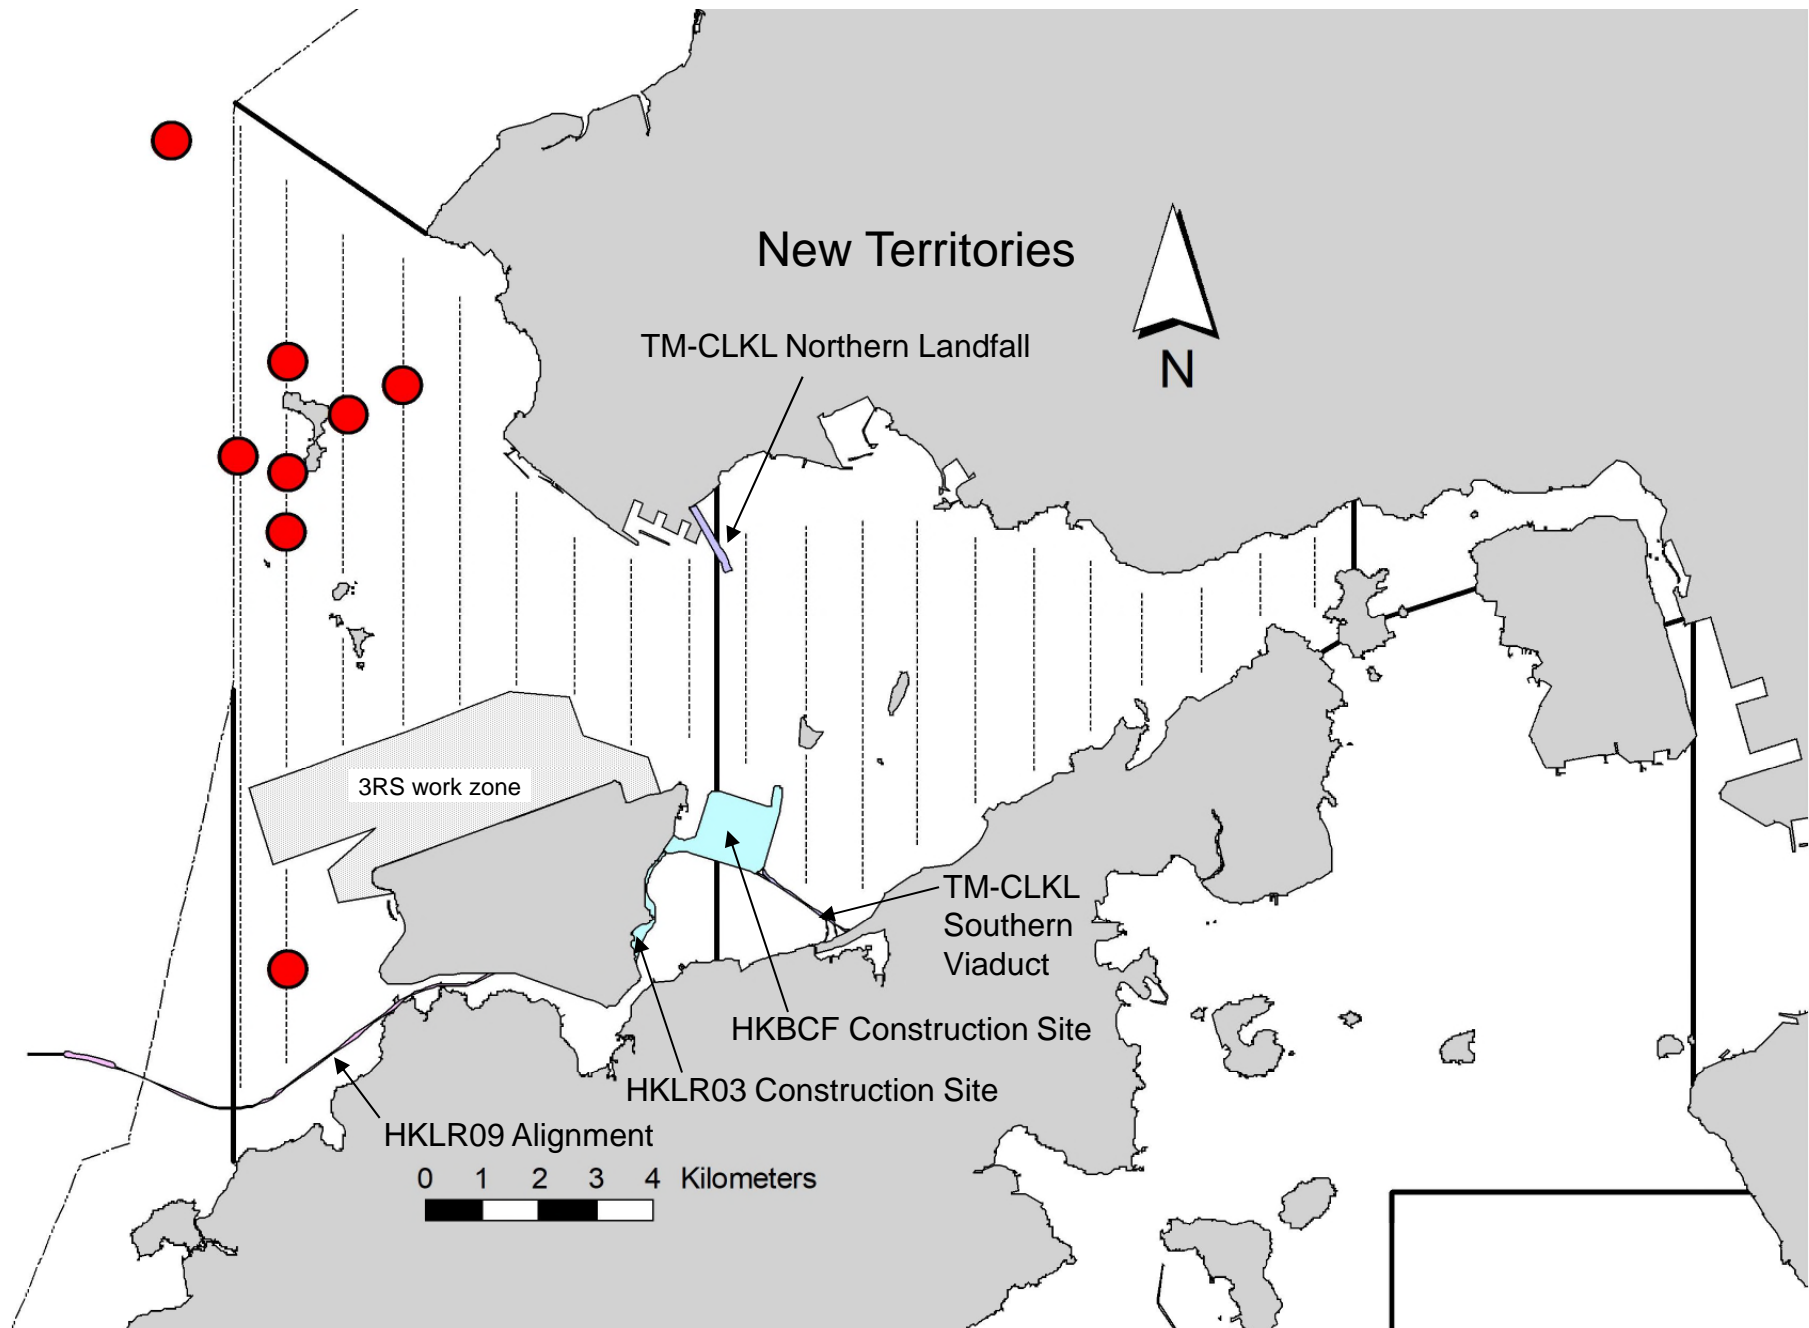 New Territories
TM-CLKL Northern Landfall
N
3RS work zone
TM-CLKL
Southern
Viaduct
HKBCF Construction Site
HKLR03 Construction Site
HKLR09 Alignment
0 1 2 3 4 Kilometers